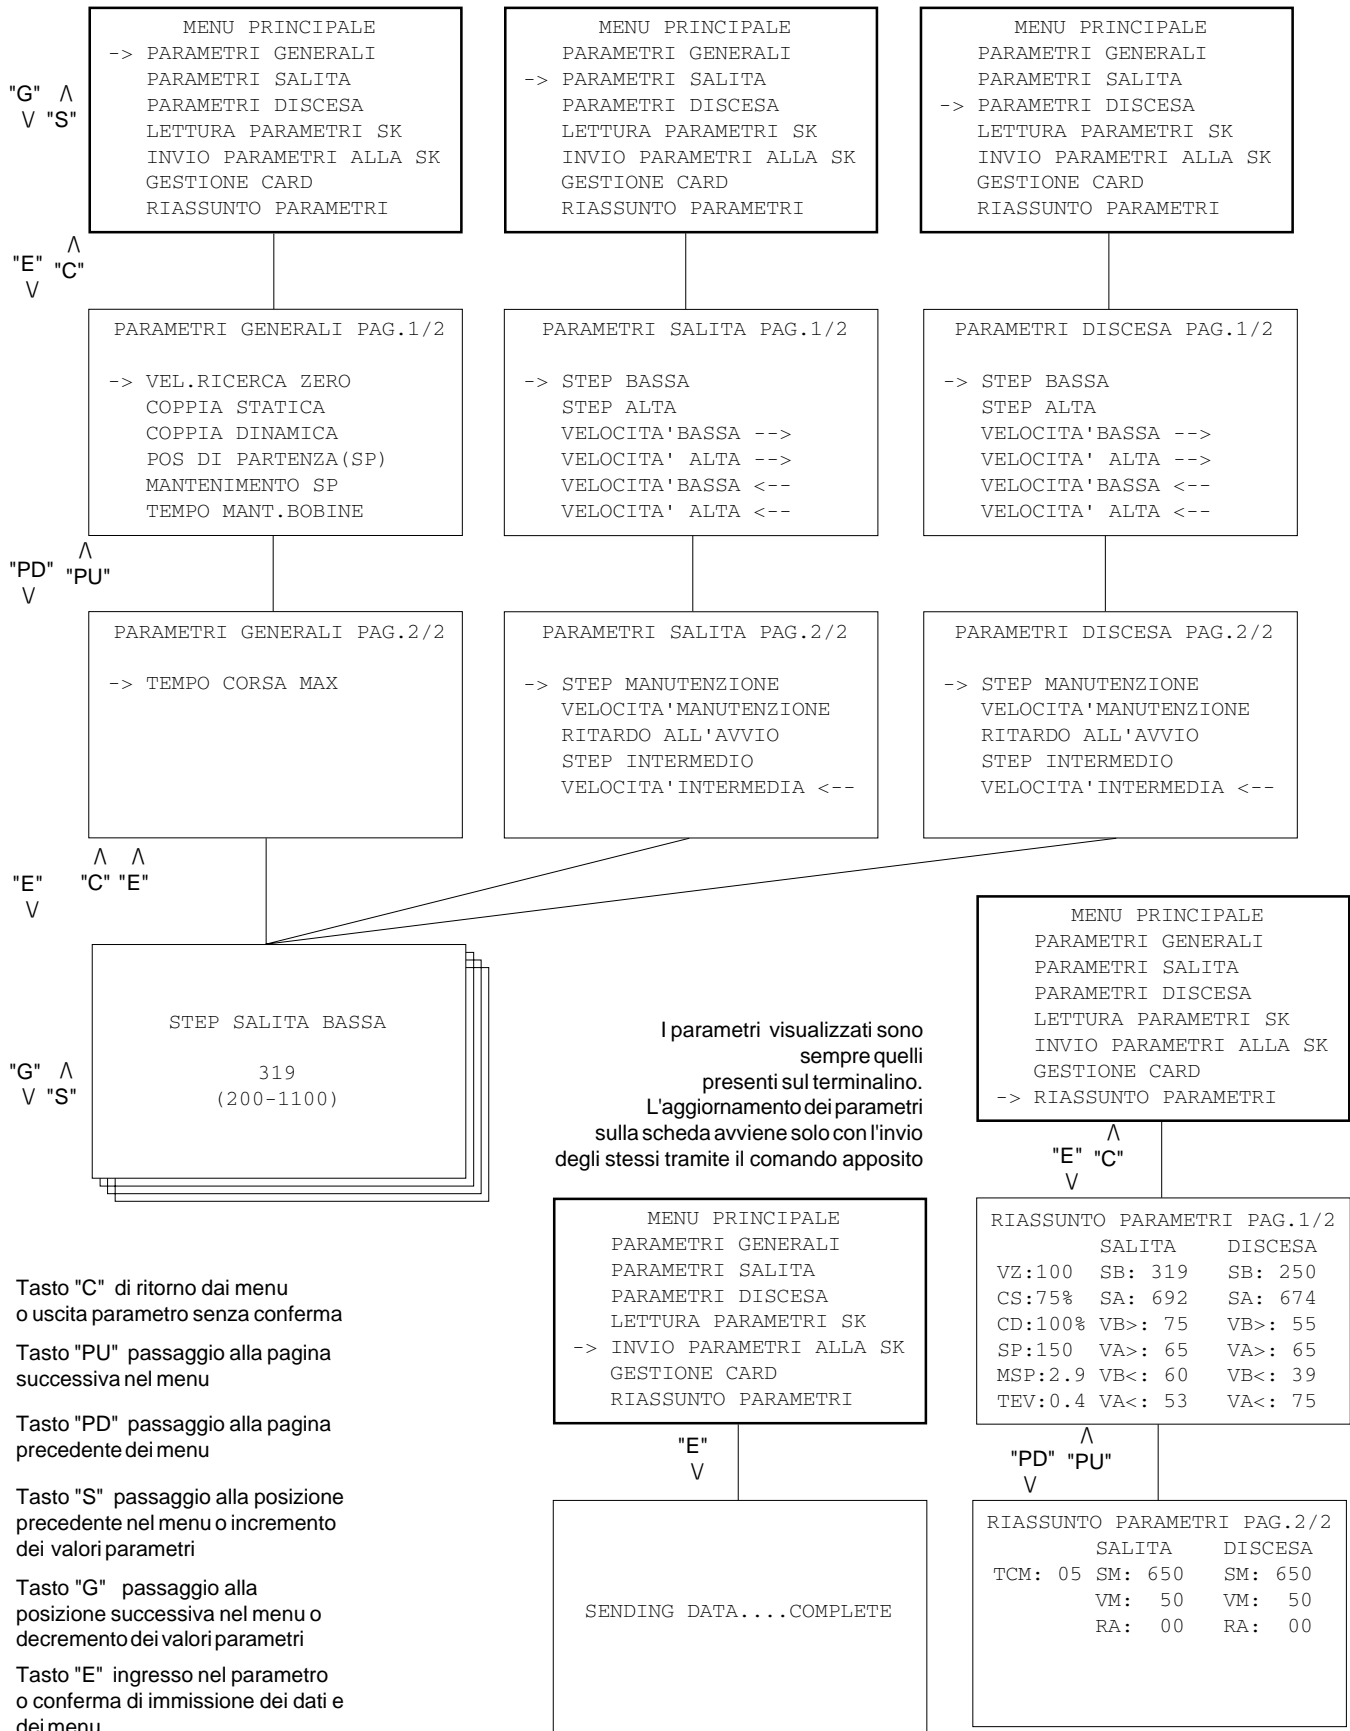 MENU PRINCIPALE
-> PARAMETRI GENERALI
PARAMETRI SALITA
PARAMETRI DISCESA
LETTURA PARAMETRI SK
INVIO PARAMETRI ALLA SK
GESTIONE CARD
RIASSUNTO PARAMETRI
MENU PRINCIPALE
PARAMETRI GENERALI
-> PARAMETRI SALITA
PARAMETRI DISCESA
LETTURA PARAMETRI SK
INVIO PARAMETRI ALLA SK
GESTIONE CARD
RIASSUNTO PARAMETRI
MENU PRINCIPALE
PARAMETRI GENERALI
PARAMETRI SALITA
-> PARAMETRI DISCESA
LETTURA PARAMETRI SK
INVIO PARAMETRI ALLA SK
GESTIONE CARD
RIASSUNTO PARAMETRI
"G" /\
\/ "S"
/\
"E" "C"
\/
PARAMETRI GENERALI PAG.1/2
-> VEL.RICERCA ZERO
COPPIA STATICA
COPPIA DINAMICA
POS DI PARTENZA(SP)
MANTENIMENTO SP
TEMPO MANT.BOBINE
PARAMETRI SALITA PAG.1/2
-> STEP BASSA
STEP ALTA
VELOCITA'BASSA -->
VELOCITA' ALTA -->
VELOCITA'BASSA <--
VELOCITA' ALTA <--
PARAMETRI DISCESA PAG.1/2
-> STEP BASSA
STEP ALTA
VELOCITA'BASSA -->
VELOCITA' ALTA -->
VELOCITA'BASSA <--
VELOCITA' ALTA <--
/\
"PD" "PU"
\/
PARAMETRI GENERALI PAG.2/2
-> TEMPO CORSA MAX
PARAMETRI SALITA PAG.2/2
-> STEP MANUTENZIONE
VELOCITA'MANUTENZIONE
RITARDO ALL'AVVIO
STEP INTERMEDIO
VELOCITA'INTERMEDIA <--
PARAMETRI DISCESA PAG.2/2
-> STEP MANUTENZIONE
VELOCITA'MANUTENZIONE
RITARDO ALL'AVVIO
STEP INTERMEDIO
VELOCITA'INTERMEDIA <--
/\ /\
"E" "C" "E"
\/
STEP SALITA BASSA
319
(200-1100)
"G" /\
\/ "S"
I parametri visualizzati sono
sempre quelli
presenti sul terminalino.
L'aggiornamento dei parametri
sulla scheda avviene solo con l'invio
degli stessi tramite il comando apposito
MENU PRINCIPALE
PARAMETRI GENERALI
PARAMETRI SALITA
PARAMETRI DISCESA
LETTURA PARAMETRI SK
INVIO PARAMETRI ALLA SK
GESTIONE CARD
-> RIASSUNTO PARAMETRI
/\
"E" "C"
\/
RIASSUNTO PARAMETRI PAG.1/2
SALITA DISCESA
VZ:100 SB: 319 SB: 250
CS:75% SA: 692 SA: 674
CD:100% VB>: 75 VB>: 55
SP:150 VA>: 65 VA>: 65
MSP:2.9 VB<: 60 VB<: 39
TEV:0.4 VA<: 53 VA<: 75
/\
"PD" "PU"
\/
RIASSUNTO PARAMETRI PAG.2/2
SALITA DISCESA
TCM: 05 SM: 650 SM: 650
VM: 50 VM: 50
RA: 00 RA: 00
MENU PRINCIPALE
PARAMETRI GENERALI
PARAMETRI SALITA
PARAMETRI DISCESA
LETTURA PARAMETRI SK
-> INVIO PARAMETRI ALLA SK
GESTIONE CARD
RIASSUNTO PARAMETRI
"E"
\/
SENDING DATA....COMPLETE
Tasto "C" di ritorno dai menu
o uscita parametro senza conferma
Tasto "PU" passaggio alla pagina
successiva nel menu
Tasto "PD" passaggio alla pagina
precedente dei menu
Tasto "S" passaggio alla posizione
precedente nel menu o incremento
dei valori parametri
Tasto "G" passaggio alla
posizione successiva nel menu o
decremento dei valori parametri
Tasto "E" ingresso nel parametro
o conferma di immissione dei dati e
dei menu